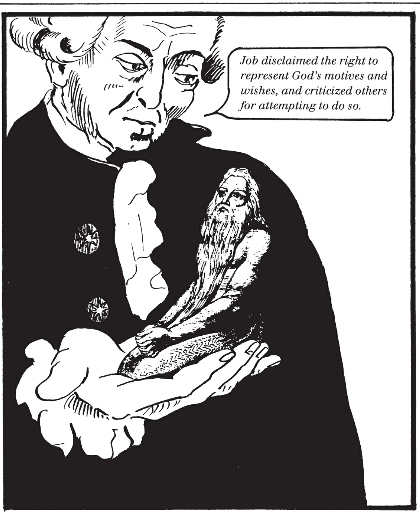 Job disclaimed the right to
represent God's motives and
wishes, and criticized others
for attempting to do so.